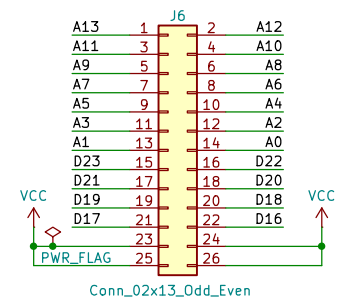 J6
A13 1 2 A12
A11 3 4 A10
A9 5 6 A8
A7 7 8 A6
A5 9 10 A4
A3 11 12 A2
A1 13 14 A0
D23 15 16 D22
D21 17 18 D20
D19 19 20 D18
D17 21 22 D16
VCC VCC
23 24
PWR_FLAG 25 26
Conn_02x13_Odd_Even